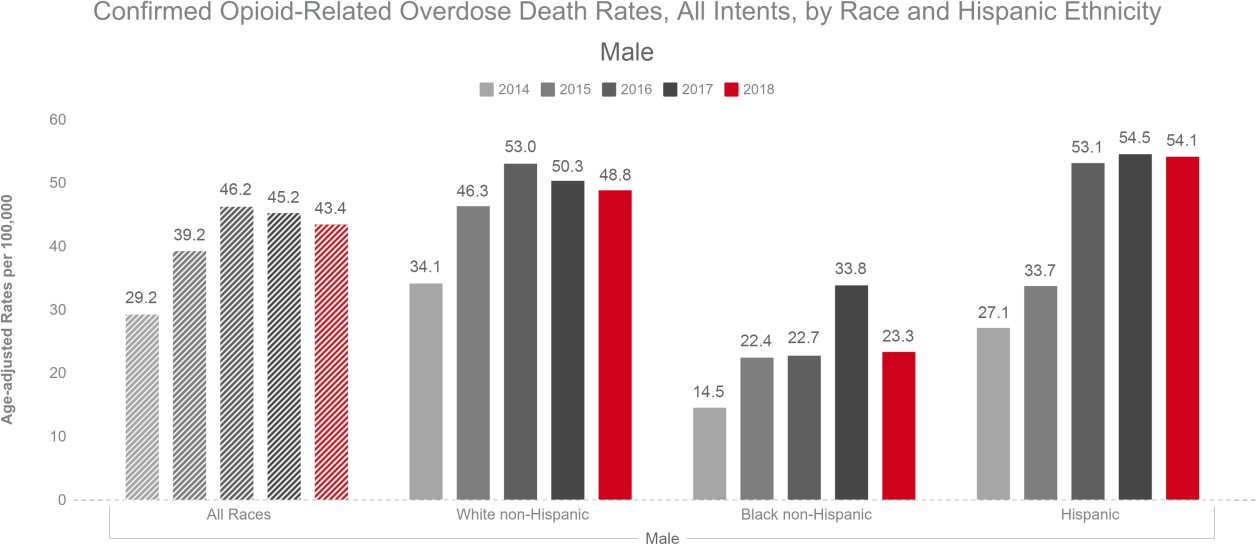 Confirmed Opioid-Related Overdose Death Rates, All Intents, by Race and Hispanic Ethnicity
Male
2014 2015 2016 2017 2018
Age-adjusted Rates per 100,000
60
50
40
30
20
10
0
29.2 39.2 46.2 45.2 43.4
34.1 46.3 53.0 50.3 48.8
14.5 22.4 22.7 33.8 23.3
27.1 33.7 53.1 54.5 54.1
All Races White non-Hispanic Black non-Hispanic Hispanic
Male